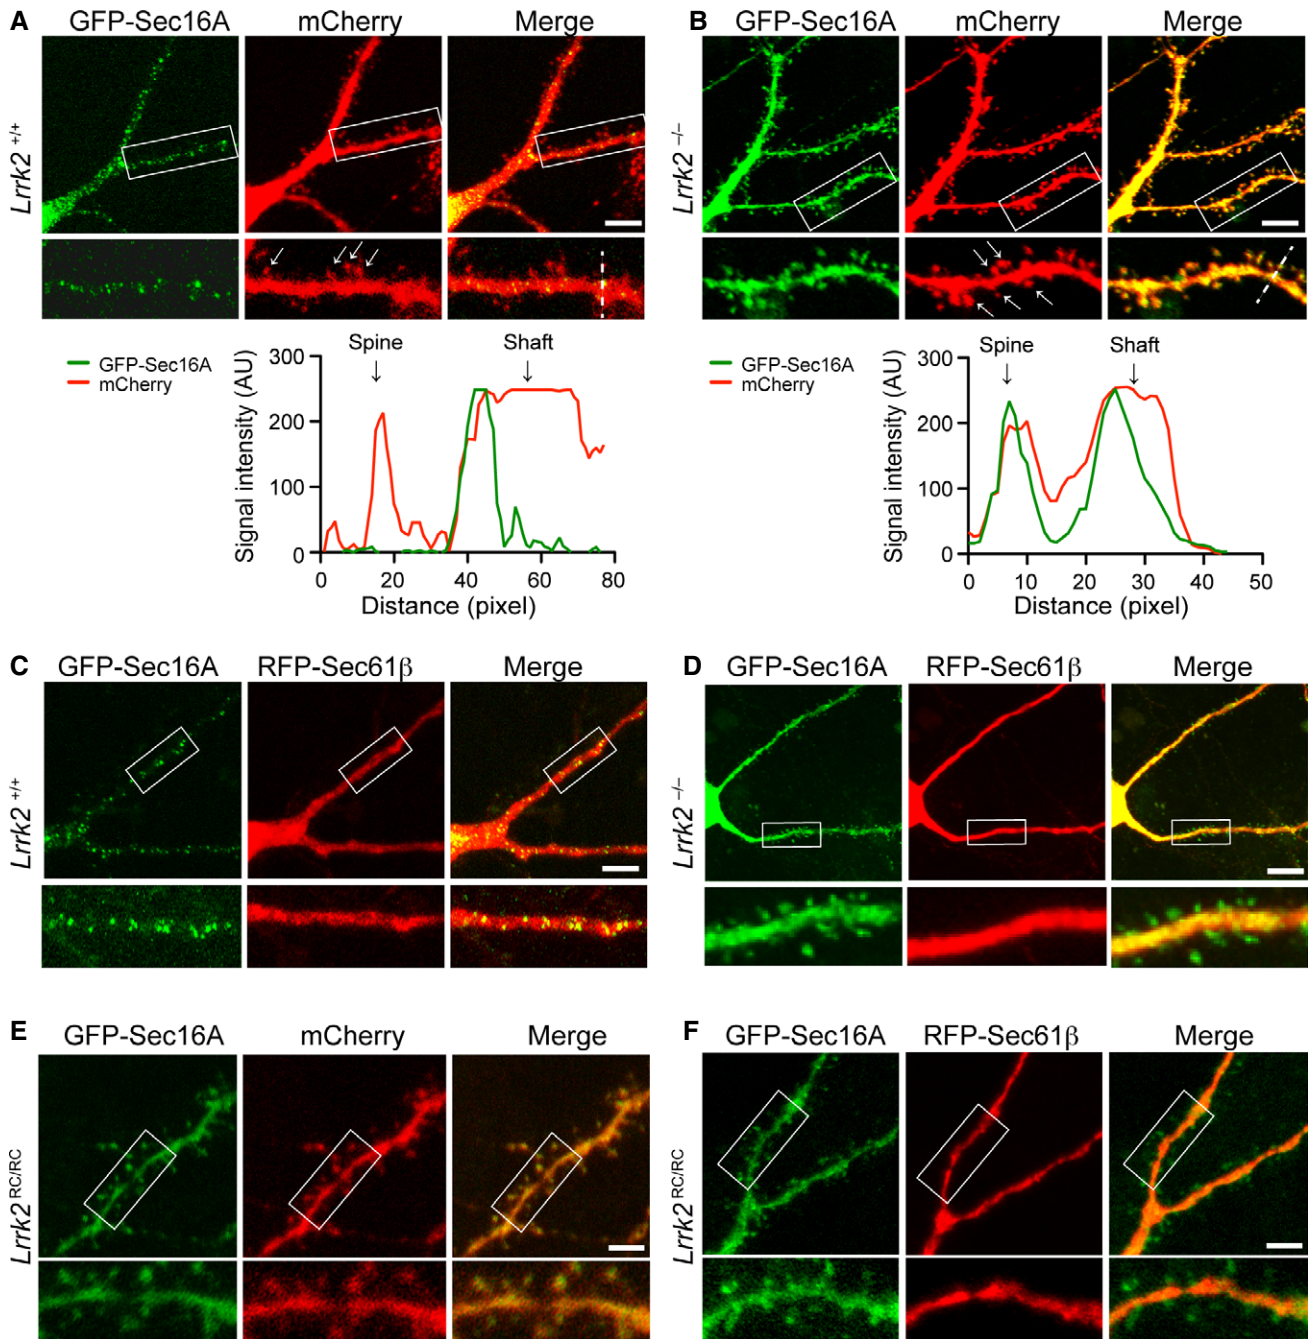 A
GFP-Sec16A mCherry Merge
Lrrk2 +/+
GFP-Sec16A
mCherry
Spine Shaft
Signal intensity (AU)
300
200
100
0
0 20 40 60 80
Distance (pixel)
B
GFP-Sec16A mCherry Merge
Lrrk2 –/–
GFP-Sec16A
mCherry
Spine Shaft
Signal intensity (AU)
300
200
100
0
0 10 20 30 40 50
Distance (pixel)
C
GFP-Sec16A RFP-Sec61β Merge
Lrrk2 +/+
D
GFP-Sec16A RFP-Sec61β Merge
Lrrk2 –/–
E
GFP-Sec16A mCherry Merge
Lrrk2 RC/RC
F
GFP-Sec16A RFP-Sec61β Merge
Lrrk2 RC/RC